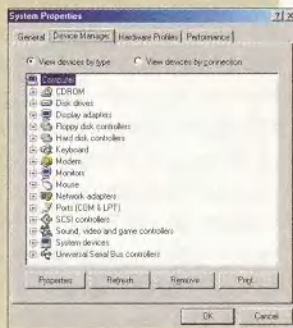 System Properties
General Device Manager Hardware Profiles Performance
View devices by type View devices by connection
Computer
CDROM
Disk drives
Display adapters
Floppy disk controllers
Hard disk controllers
Keyboard
Modem
Monitors
Mouse
Network adapters
Ports (COM & LPT)
SCSI controllers
Sound, video and game controllers
System devices
Universal Serial Bus controllers
Properties Refresh Remove Print...
OK Cancel